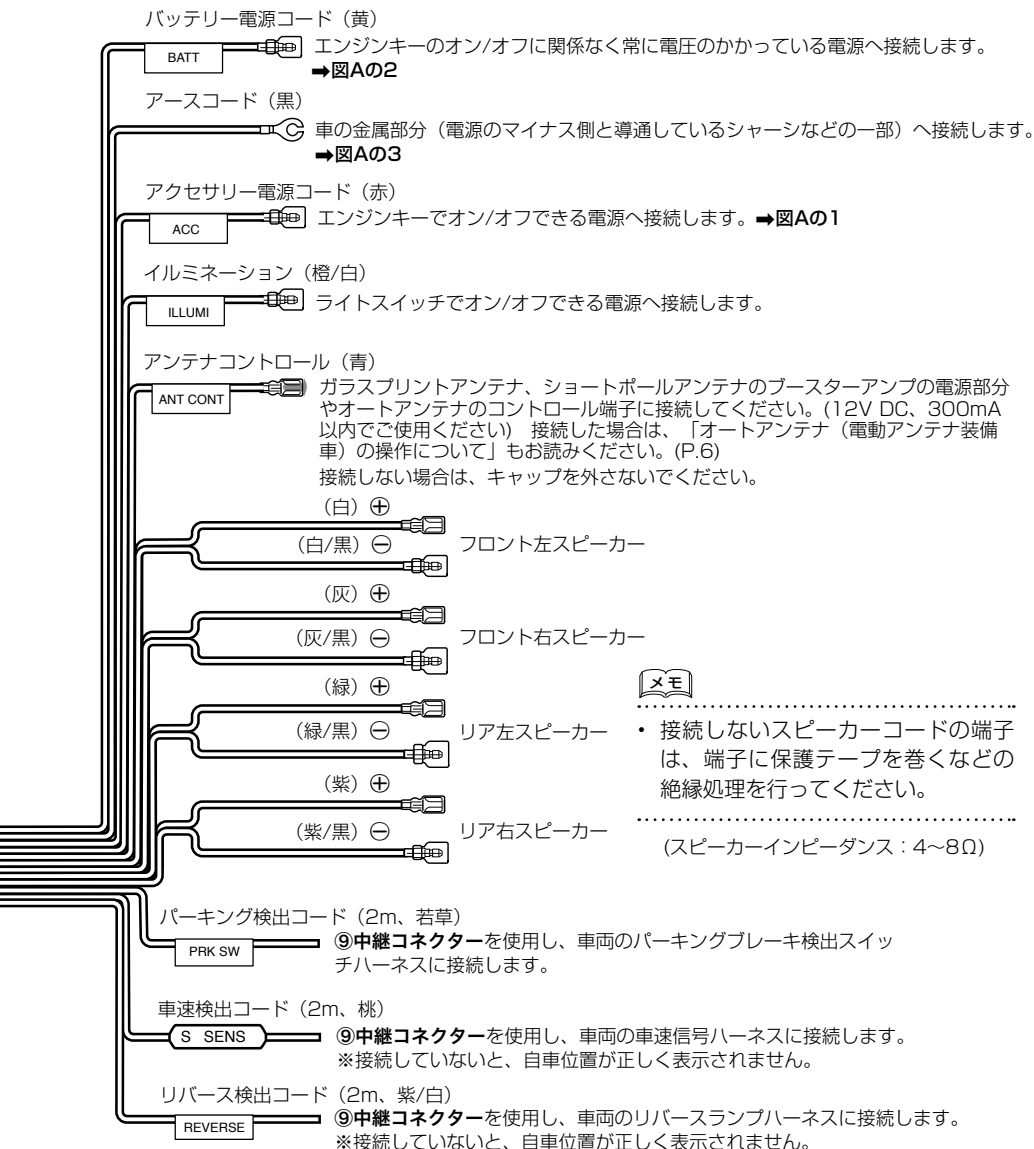 バッテリー電源コード（黄）
BATT
エンジンキーのオン/オフに関係なく常に電圧のかかっている電源へ接続します。
➡図Aの2
アースコード（黒）
車の金属部分（電源のマイナス側と導通しているシャーシなどの一部）へ接続します。
➡図Aの3
アクセサリー電源コード（赤）
ACC
エンジンキーでオン/オフできる電源へ接続します。➡図Aの1
イルミネーション（橙/白）
ILLUMI
ライトスイッチでオン/オフできる電源へ接続します。
アンテナコントロール（青）
ANT CONT
ガラスプリントアンテナ、ショートポールアンテナのブースターアンプの電源部分
やオートアンテナのコントロール端子に接続してください。(12V DC、300mA
以内でご使用ください)　接続した場合は、「オートアンテナ（電動アンテナ装備
車）の操作について」もお読みください。(P.6)
接続しない場合は、キャップを外さないでください。
（白）⊕
（白/黒）⊖
フロント左スピーカー
（灰）⊕
（灰/黒）⊖
フロント右スピーカー
（緑）⊕
（緑/黒）⊖
リア左スピーカー
（紫）⊕
（紫/黒）⊖
リア右スピーカー
メモ
• 接続しないスピーカーコードの端子
は、端子に保護テープを巻くなどの
絶縁処理を行ってください。
(スピーカーインピーダンス：4〜8Ω)
パーキング検出コード（2m、若草）
PRK SW
⑨中継コネクターを使用し、車両のパーキングブレーキ検出スイッ
チハーネスに接続します。
車速検出コード（2m、桃）
S SENS
⑨中継コネクターを使用し、車両の車速信号ハーネスに接続します。
※接続していないと、自車位置が正しく表示されません。
リバース検出コード（2m、紫/白）
REVERSE
⑨中継コネクターを使用し、車両のリバースランプハーネスに接続します。
※接続していないと、自車位置が正しく表示されません。